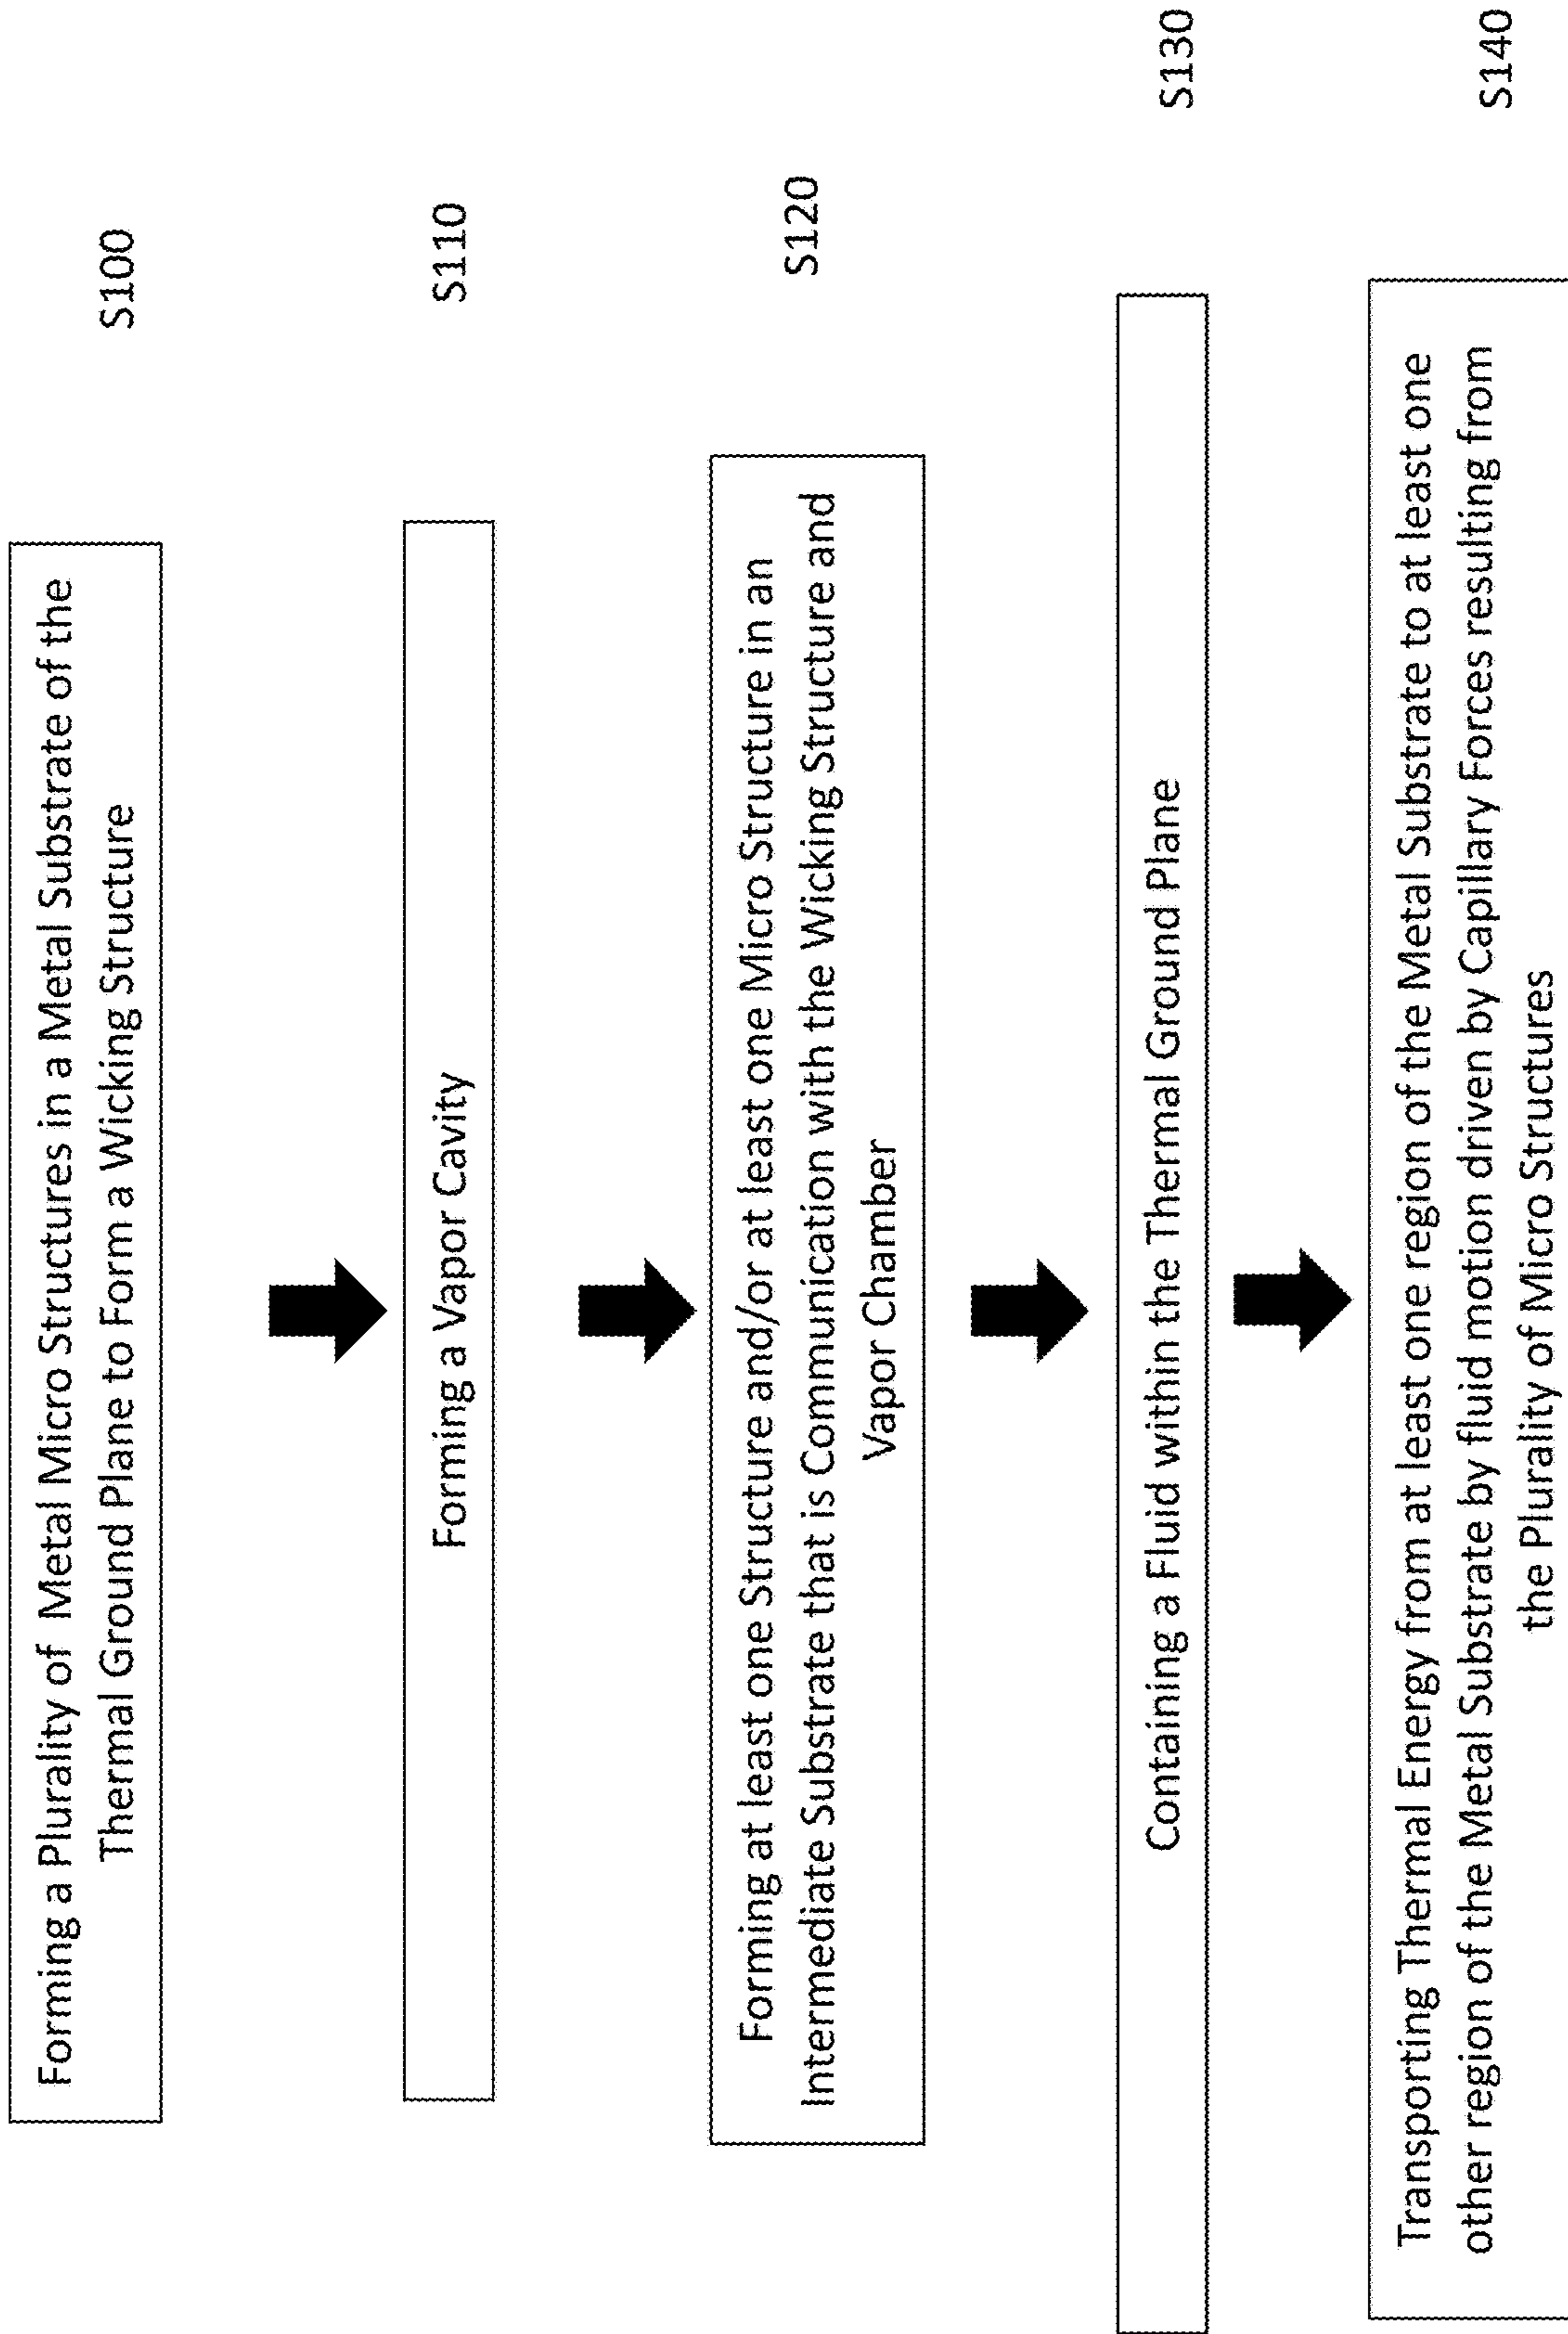 Forming a Plurality of Metal Micro Structures in a Metal Substrate of the
Thermal Ground Plane to Form a Wicking Structure
S100
Forming a Vapor Cavity
S110
Forming at least one Structure and/or at least one Micro Structure in an
Intermediate Substrate that is Communication with the Wicking Structure and
Vapor Chamber
S120
Containing a Fluid within the Thermal Ground Plane
S130
Transporting Thermal Energy from at least one region of the Metal Substrate to at least one
other region of the Metal Substrate by fluid motion driven by Capillary Forces resulting from
the Plurality of Micro Structures
S140